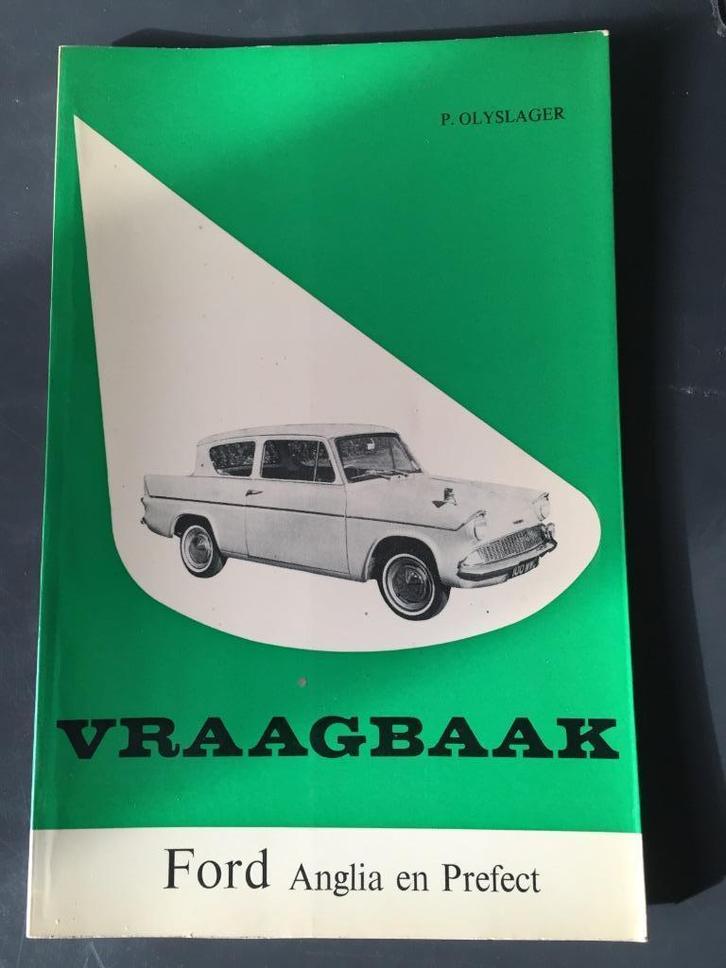 P. OLYSLAGER
VRAAGBAAK
Ford Anglia en Prefect